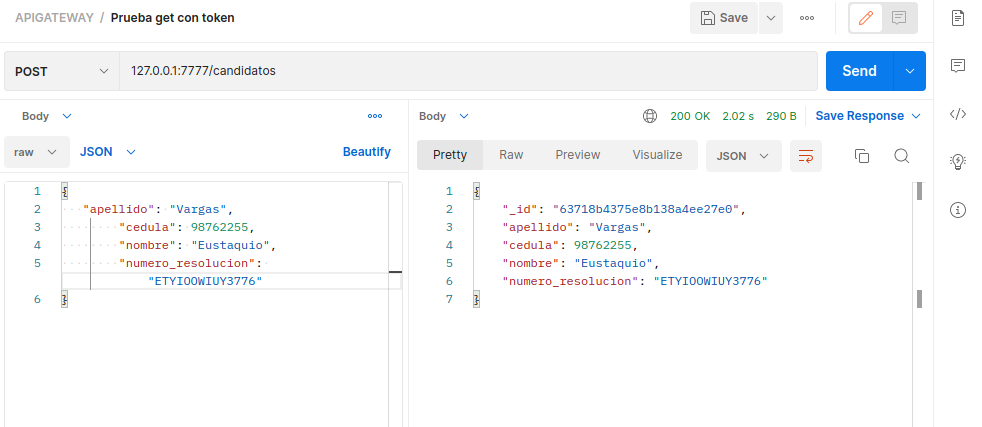 APIGATEWAY / Prueba get con token
Save
POST 127.0.0.1:7777/candidatos Send
Body
raw JSON Beautify
1 {
2 "apellido": "Vargas",
3 "cedula": 98762255,
4 "nombre": "Eustaquio",
5 "numero_resolucion":
"ETYIOOWIUY3776"
6 }
Body 200 OK 2.02 s 290 B Save Response
Pretty Raw Preview Visualize JSON
1 {
2 "_id": "63718b4375e8b138a4ee27e0",
3 "apellido": "Vargas",
4 "cedula": 98762255,
5 "nombre": "Eustaquio",
6 "numero_resolucion": "ETYIOOWIUY3776"
7 }